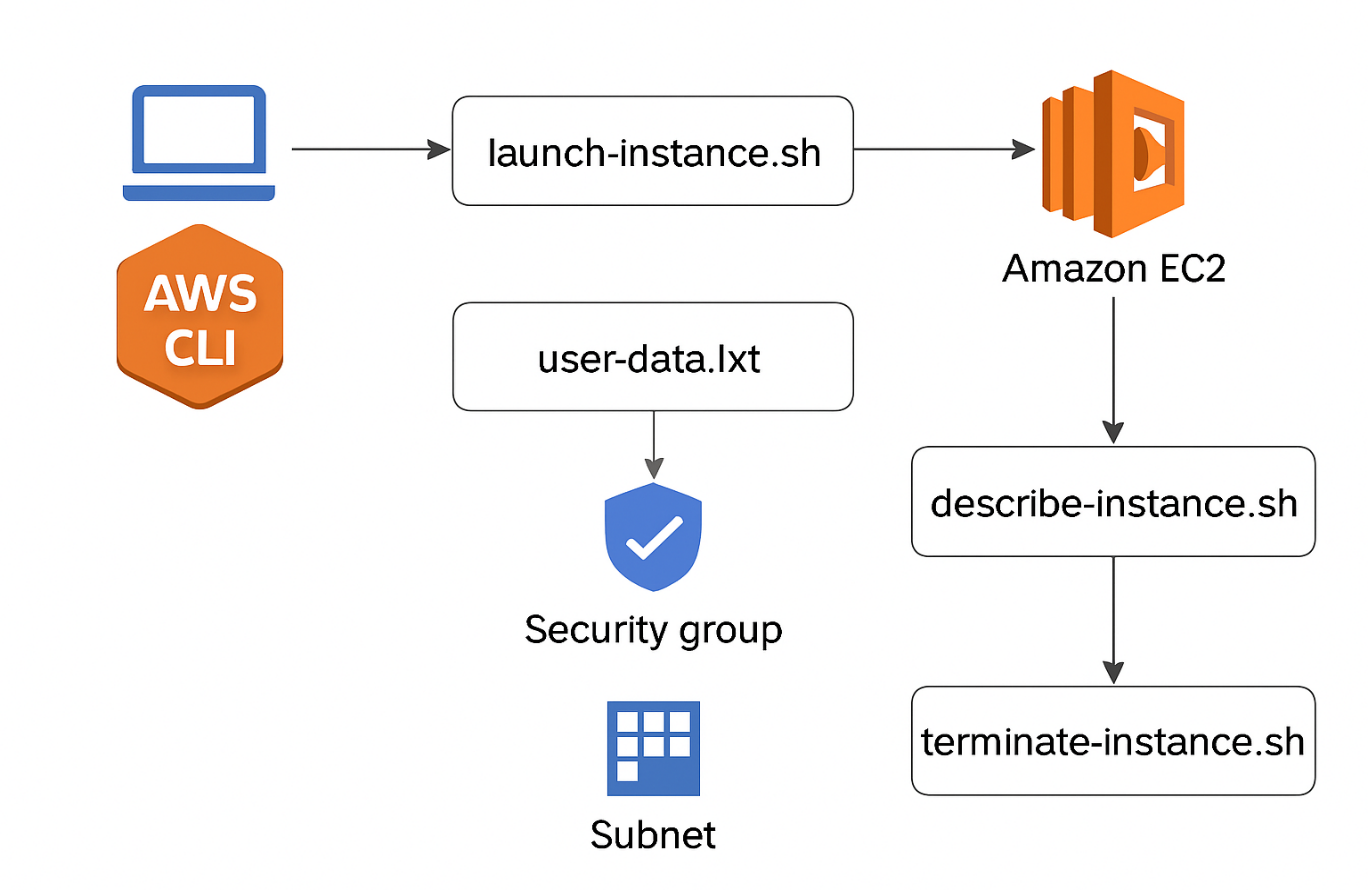 launch-instance.sh
AWS
CLI
Amazon EC2
user-data.lxt
describe-instance.sh
Security group
terminate-instance.sh
Subnet